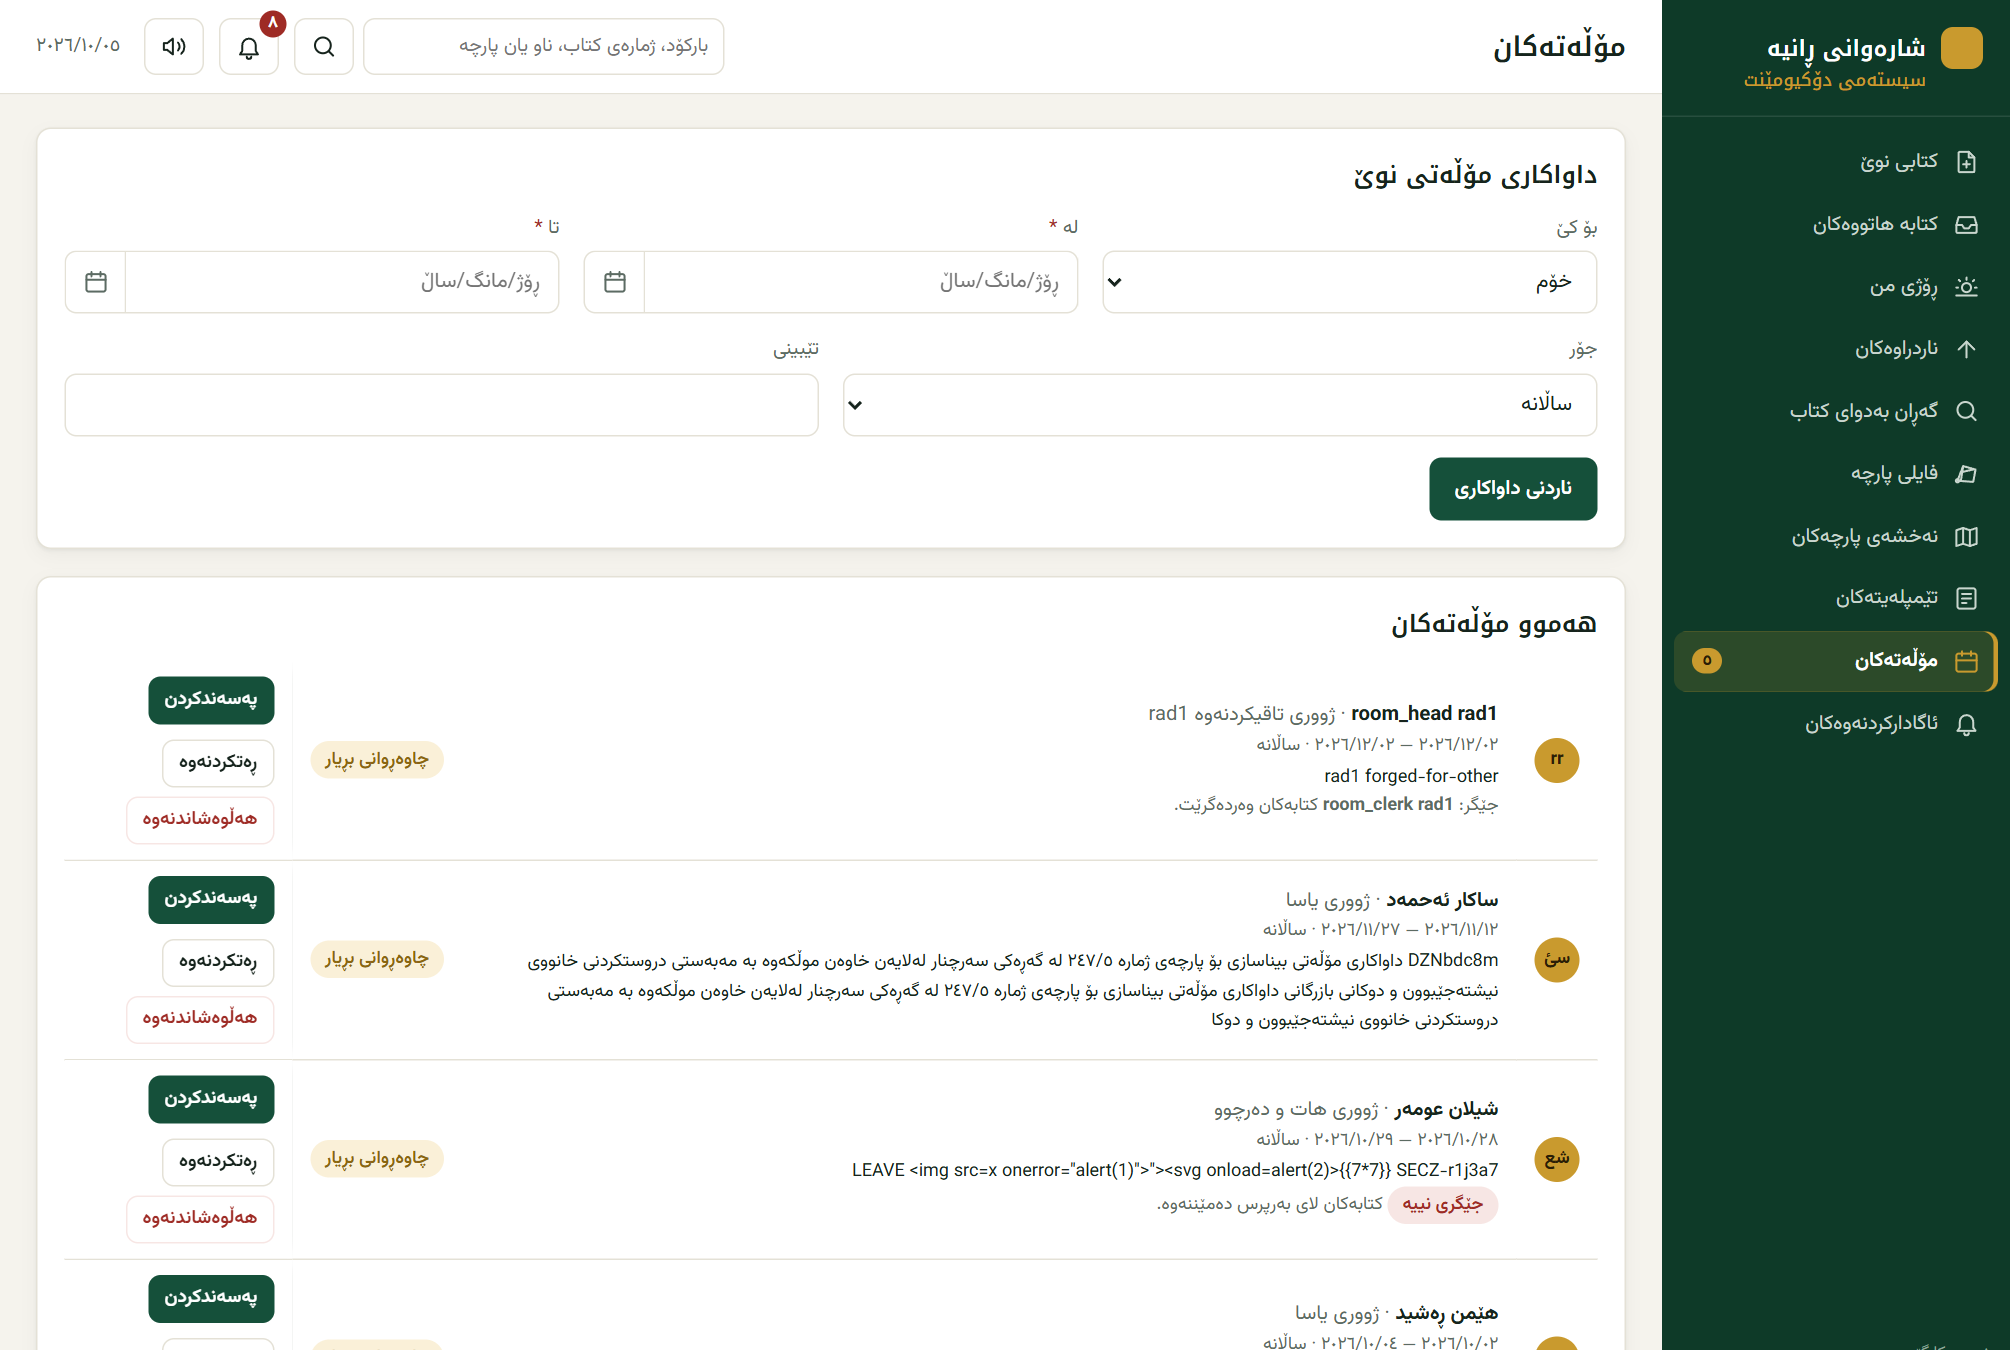 شارەوانی ڕانیە
سیستەمی دۆکیومێنت
کتابی نوێ
کتابە هاتووەکان
ڕۆژی من
ناردراوەکان
گەڕان بەدوای کتاب
فایلی پارچە
نەخشەی پارچەکان
تێمپلەیتەکان
مۆڵەتەکان ٥
ئاگادارکردنەوەکان
مۆڵەتەکان
بارکۆد، ژمارەی کتاب، ناو یان پارچە
٨
٢٠٢٦/١٠/٠٥
داواکاری مۆڵەتی نوێ
بۆ کێ
لە *
تا *
خۆم
ڕۆژ/مانگ/ساڵ
ڕۆژ/مانگ/ساڵ
جۆر
تێبینی
ساڵانە
ناردنی داواکاری
هەموو مۆڵەتەکان
rr
room_head rad1 · ژووری تاقیکردنەوە rad1
٢٠٢٦/١٢/٠٢ — ٢٠٢٦/١٢/٠٢ · ساڵانە
rad1 forged-for-other
جێگر: room_clerk rad1 کتابەکان وەردەگرێت.
چاوەڕوانی بڕیار
پەسەندکردن
ڕەتکردنەوە
هەڵوەشاندنەوە
سئ
ساکار ئەحمەد · ژووری یاسا
٢٠٢٦/١١/١٢ — ٢٠٢٦/١١/٢٧ · ساڵانە
DZNbdc8m داواکاری مۆڵەتی بیناسازی بۆ پارچەی ژمارە ٢٤٧/٥ لە گەڕەکی سەرچنار لەلایەن خاوەن موڵکەوە بە مەبەستی دروستکردنی خانووی
نیشتەجێبوون و دوکانی بازرگانی داواکاری مۆڵەتی بیناسازی بۆ پارچەی ژمارە ٢٤٧/٥ لە گەڕەکی سەرچنار لەلایەن خاوەن موڵکەوە بە مەبەستی
دروستکردنی خانووی نیشتەجێبوون و دوکا
چاوەڕوانی بڕیار
پەسەندکردن
ڕەتکردنەوە
هەڵوەشاندنەوە
شع
شیلان عومەر · ژووری هات و دەرچوو
٢٠٢٦/١٠/٢٨ — ٢٠٢٦/١٠/٢٩ · ساڵانە
LEAVE <img src=x onerror="alert(1)">"><svg onload=alert(2)>{{7*7}} SECZ-r1j3a7
جێگری نییە کتابەکان لای بەرپرس دەمێننەوە.
چاوەڕوانی بڕیار
پەسەندکردن
ڕەتکردنەوە
هەڵوەشاندنەوە
هێمن ڕەشید · ژووری یاسا
٢٠٢٦/١٠/٠٢ — ٢٠٢٦/١٠/٠٤ · ساڵانە
پەسەندکردن